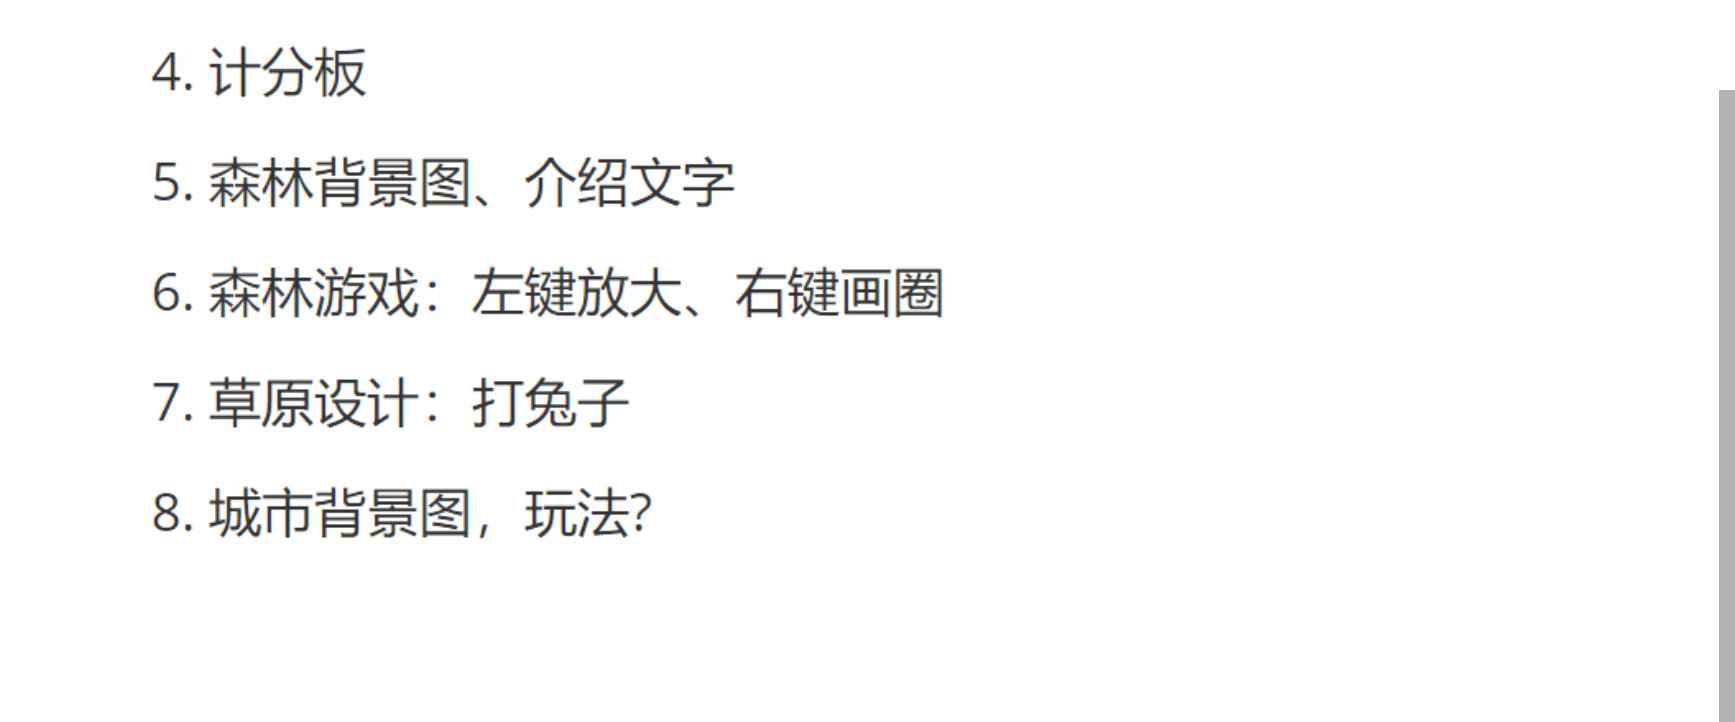 4. 计分板
5. 森林背景图、介绍文字
6. 森林游戏：左键放大、右键画圈
7. 草原设计：打兔子
8. 城市背景图，玩法?